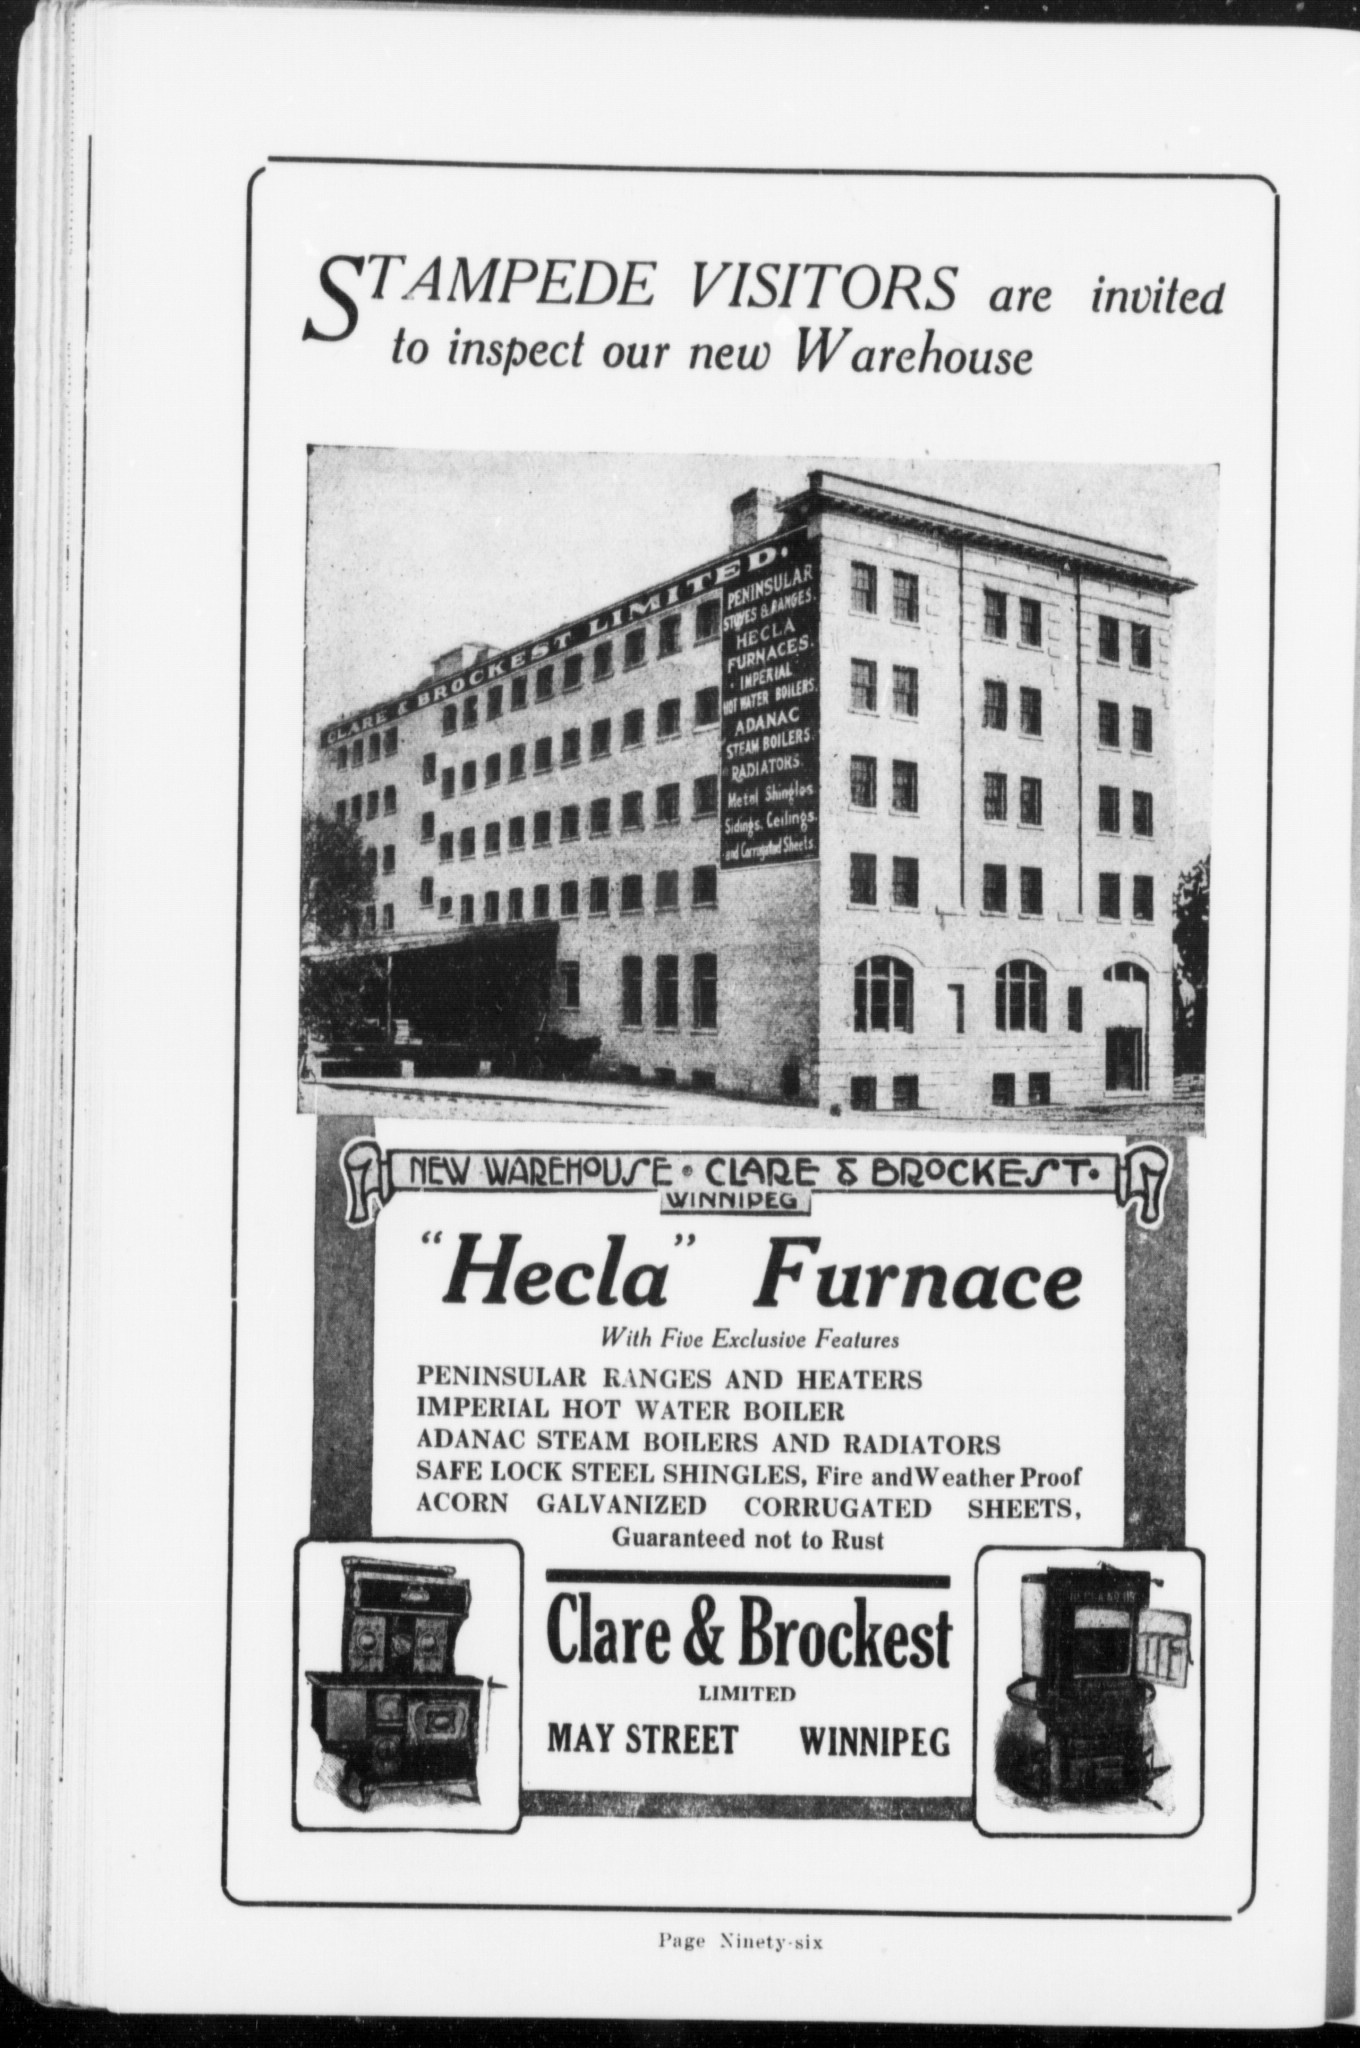 STAMPEDE VISITORS are invited
to inspect our new Warehouse
CLARE & BROCKEST LIMITED.
PENINSULAR
STOVES & RANGES.
HECLA
FURNACES.
IMPERIAL
HOT WATER BOILERS.
ADANAC
STEAM BOILERS.
RADIATORS.
Metal Shingles
Sidings. Ceilings.
and Corrugated Sheets.
NEW WAREHOUSE • CLARE & BROCKEST •
WINNIPEG
"Hecla" Furnace
With Five Exclusive Features
PENINSULAR RANGES AND HEATERS
IMPERIAL HOT WATER BOILER
ADANAC STEAM BOILERS AND RADIATORS
SAFE LOCK STEEL SHINGLES, Fire and Weather Proof
ACORN GALVANIZED CORRUGATED SHEETS,
Guaranteed not to Rust
Clare & Brockest
LIMITED
MAY STREET WINNIPEG
Page Ninety-six